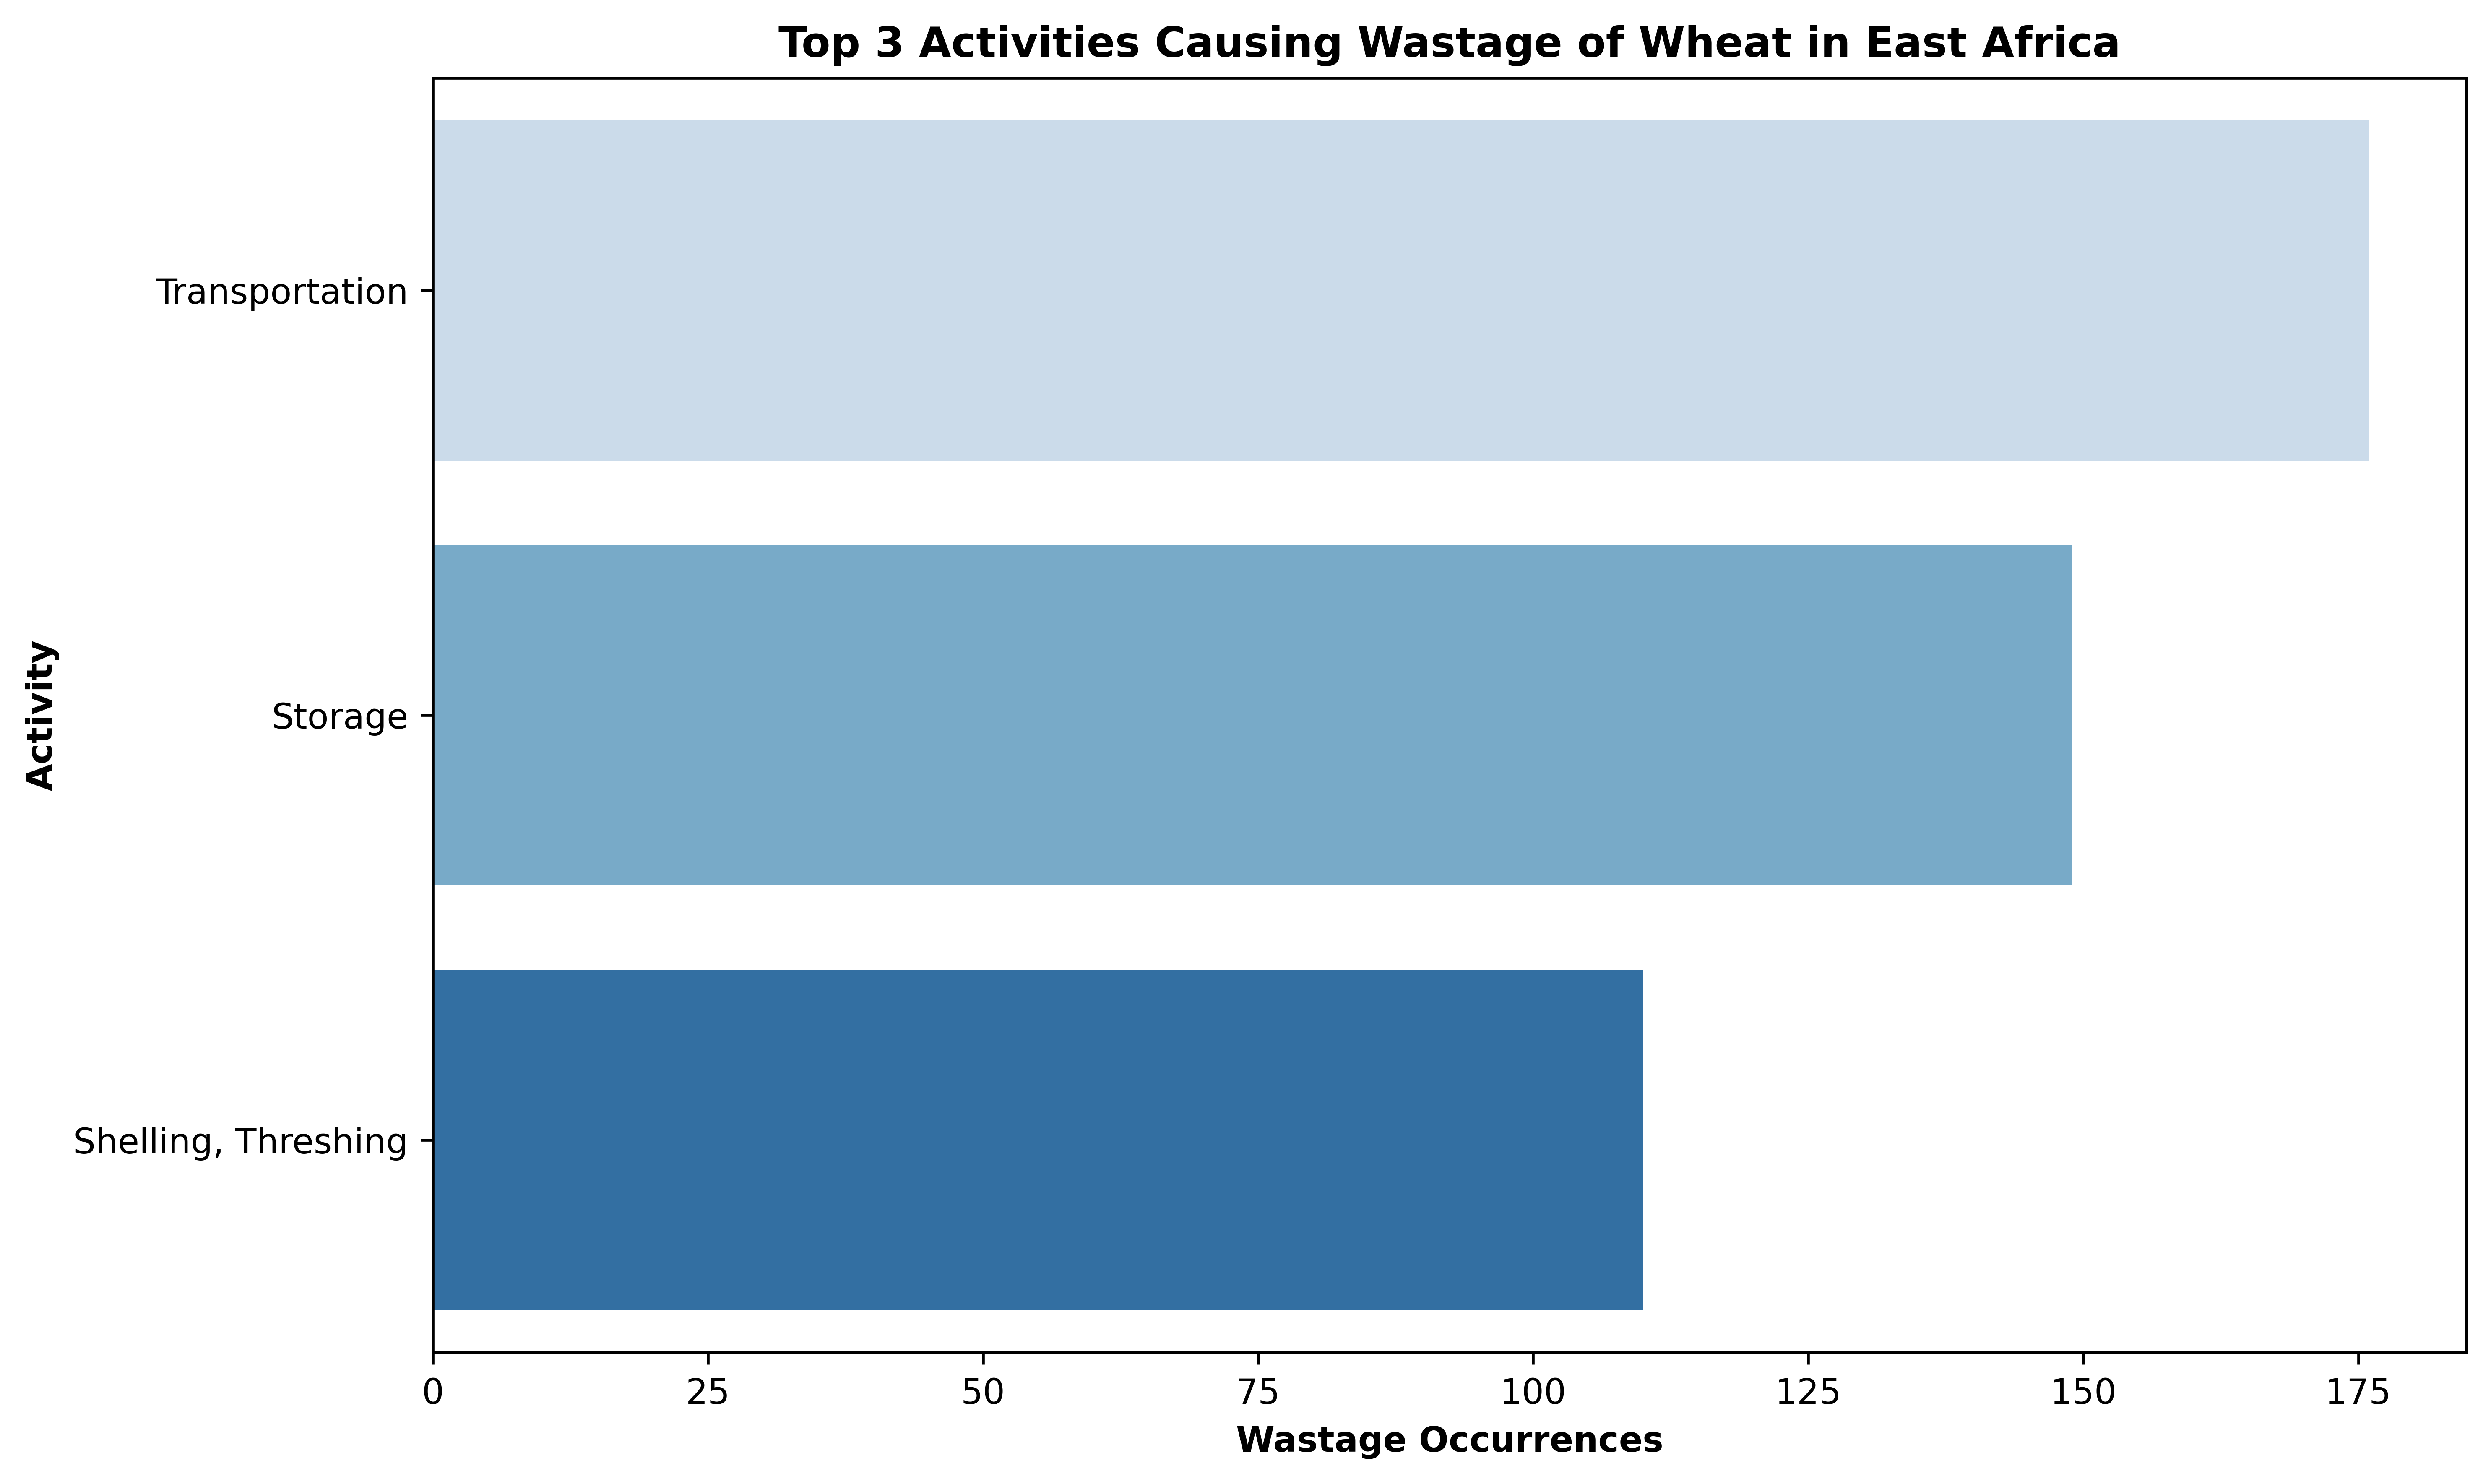 Top 3 Activities Causing Wastage of Wheat in East Africa
Activity
Transportation
Storage
Shelling, Threshing
0 25 50 75 100 125 150 175
Wastage Occurrences